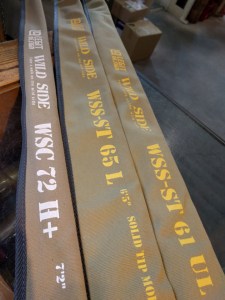 WILD SIDE
WSC 72 H+
7'2"
WILD SIDE
WSS-ST 65 L
6'5" SOLID TIP MOD
WILD SIDE
WSS-ST 61 UL